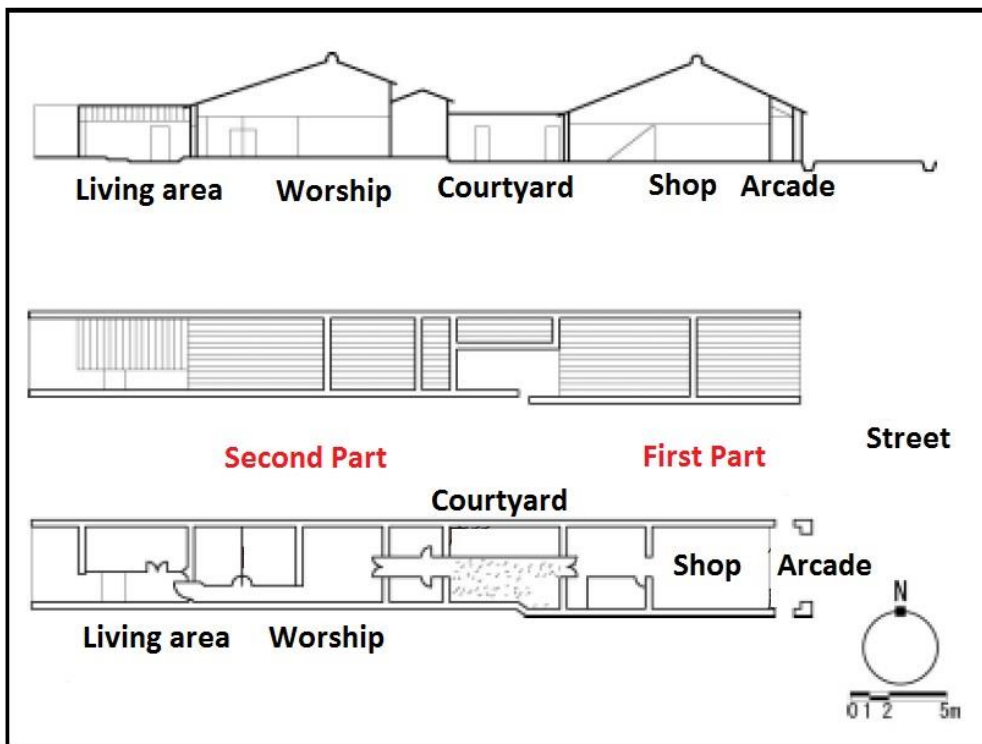 Living area Worship Courtyard Shop Arcade
Street
Second Part First Part
Courtyard
Shop Arcade
Living area Worship
N
0 1 2 5m